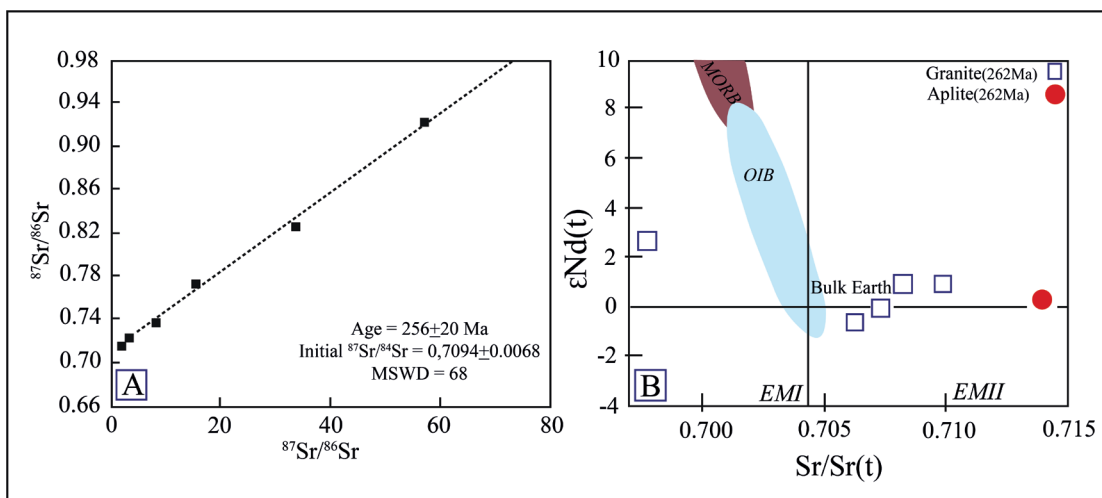 0.98
0.94
0.90
0.86
0.82
0.78
0.74
0.70
0.66
⁸⁷Sr/⁸⁶Sr
Age = 256±20 Ma
Initial ⁸⁷Sr/⁸⁴Sr = 0,7094±0.0068
MSWD = 68
A
0 20 40 60 80
⁸⁷Sr/⁸⁶Sr
10
8
6
4
2
0
-2
-4
εNd(t)
MORB
OIB
Granite(262Ma)
Aplite(262Ma)
Bulk Earth
B
EMI
EMII
0.700 0.705 0.710 0.715
Sr/Sr(t)